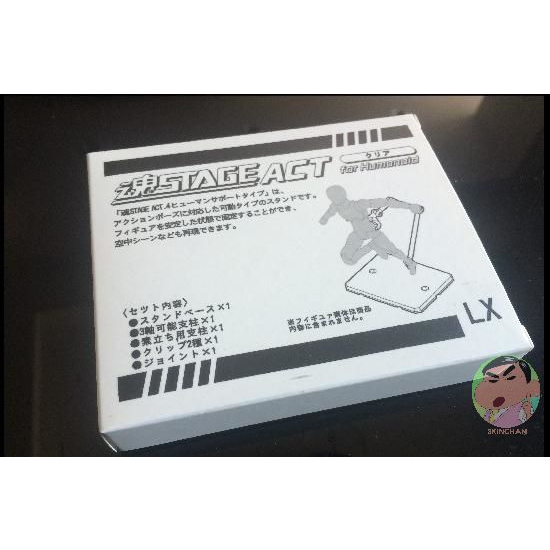 魂STAGE ACT
クリア
for Humanoid
「魂STAGE ACT.4ヒューマンサポートタイプ」は、
アクションポーズに対応した可動タイプのスタンドです。
フィギュアを安定した状態で固定することができ、
空中シーンなども再現できます。
〈セット内容〉
●スタンドベース×1
●3軸可能支柱×1
●素立ち用支柱×1
●クリップ2種×1
●ジョイント×1
※フィギュア機体は商品
内容に含まれません。
LX
SKINCHAN